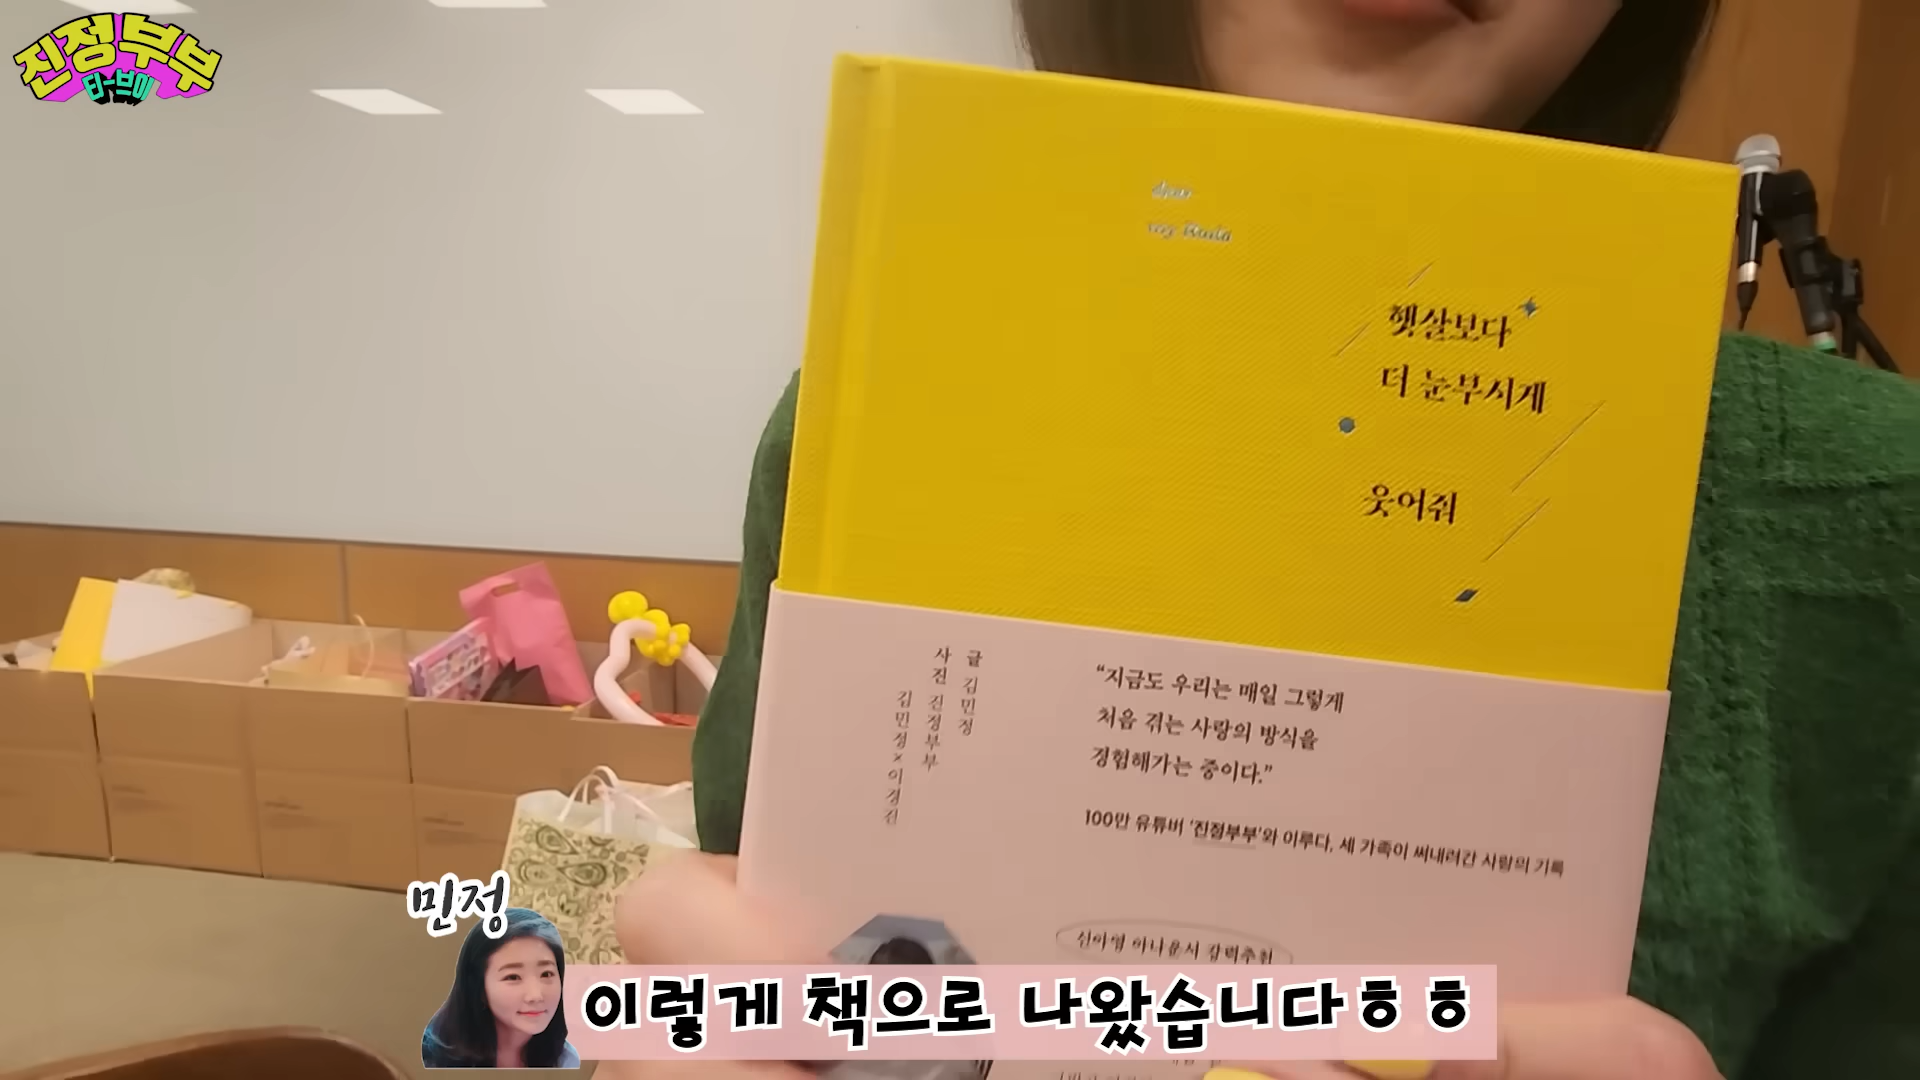 진정부부
티-브이
dear
my Ruda
햇살보다
더 눈부시게
웃어줘
글 김민정
사진 진정부부
김민정×이경진
“지금도 우리는 매일 그렇게
처음 겪는 사랑의 방식을
경험해가는 중이다.”
100만 유튜버 ‘진정부부’와 이루다, 세 가족이 써내려간 사랑의 기록
신아영 아나운서 강력추천
민정
이렇게 책으로 나왔습니다ㅎㅎ